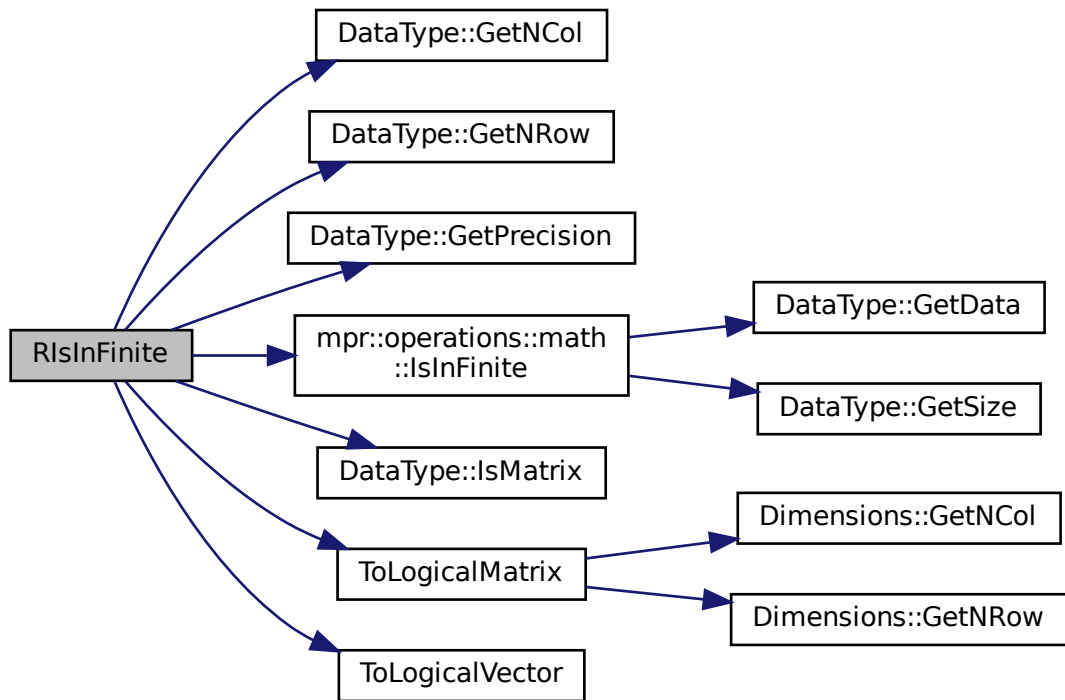 RIsInFinite
DataType::GetNCol
DataType::GetNRow
DataType::GetPrecision
mpr::operations::math
::IsInFinite
DataType::GetData
DataType::GetSize
DataType::IsMatrix
ToLogicalMatrix
Dimensions::GetNCol
Dimensions::GetNRow
ToLogicalVector